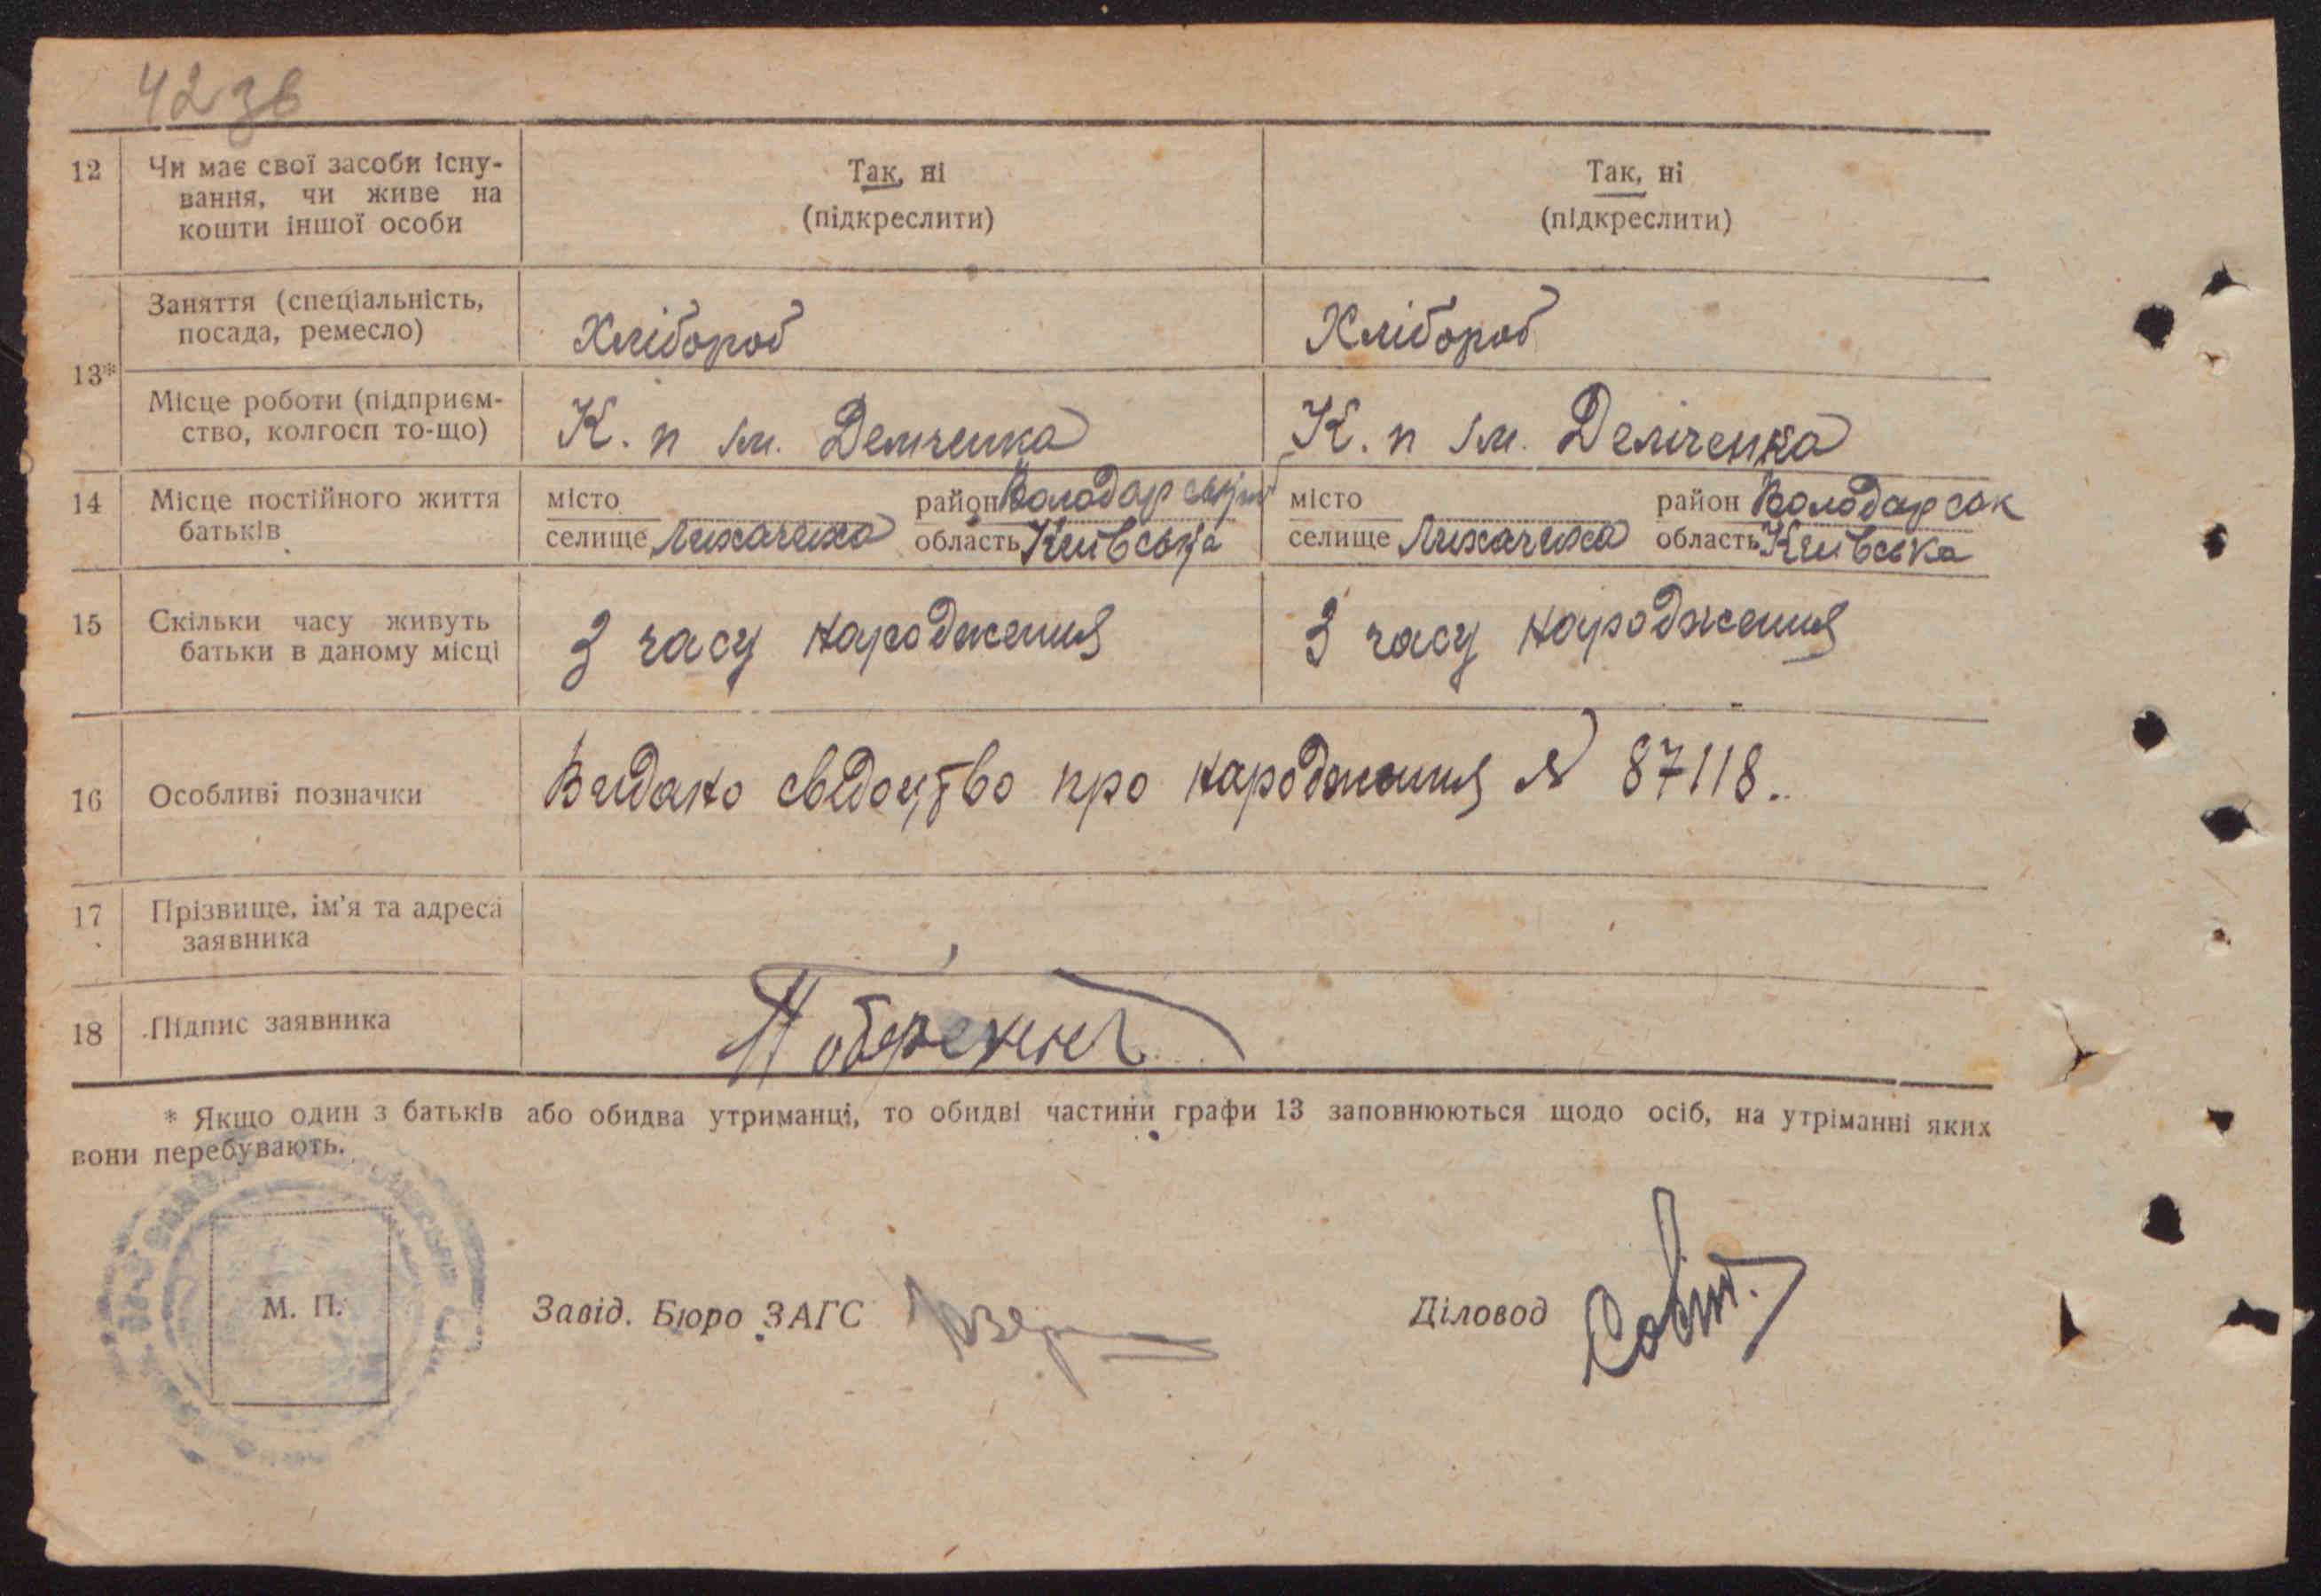 42 зв
12 Чи має свої засоби існу-
вання, чи живе на
кошти іншої особи
Так, ні
(підкреслити)
Так, ні
(підкреслити)
13*
Заняття (спеціальність,
посада, ремесло)
Хлібороб
Хлібороб
Місце роботи (підприєм-
ство, колгосп то-що)
К. п ім. Демченка
К. п ім. Демченка
14 Місце постійного життя
батьків
місто район Володарський
селище Лихачиха область Київська
місто район Володарськ
селище Лихачиха область Київська
15 Скільки часу живуть
батьки в даному місці
З часу народження
З часу народження
16 Особливі позначки
Видано свідоцтво про народження № 87118.
17 Прізвище, ім'я та адреса
заявника
18 Підпис заявника
* Якщо один з батьків або обидва утриманці, то обидві частини графи 13 заповнюються щодо осіб, на утріманні яких
вони перебувають.
М. П.
Завід. Бюро ЗАГС
Діловод